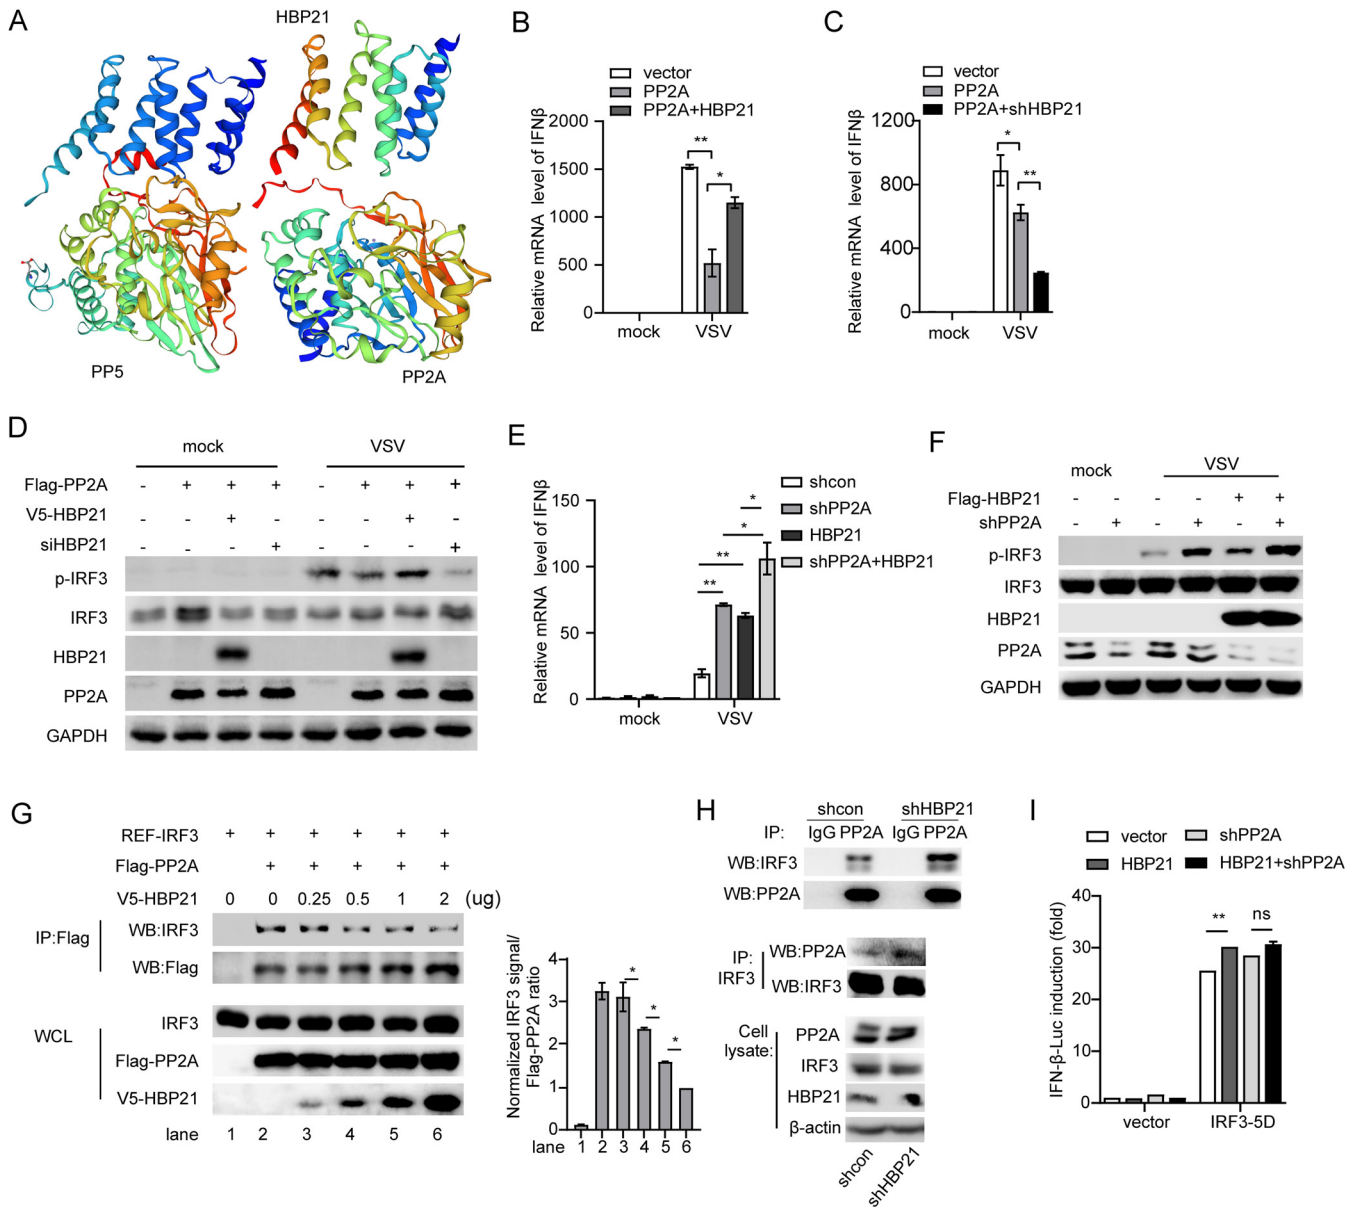 A
HBP21
PP5
PP2A
B
vector
PP2A
PP2A+HBP21
Relative mRNA level of IFNβ
2000
1500
1000
500
0
**
*
mock
VSV
C
vector
PP2A
PP2A+shHBP21
Relative mRNA level of IFNβ
1200
800
400
0
*
**
mock
VSV
D
mock VSV
Flag-PP2A - + + + - + + +
V5-HBP21 - - + - - - + -
siHBP21 - - - + - - - +
p-IRF3
IRF3
HBP21
PP2A
GAPDH
E
shcon
shPP2A
HBP21
shPP2A+HBP21
Relative mRNA level of IFNβ
150
100
50
0
*
*
**
**
mock
VSV
F
mock VSV
Flag-HBP21 - - - - + +
shPP2A - + - + - +
p-IRF3
IRF3
HBP21
PP2A
GAPDH
G
REF-IRF3 + + + + + +
Flag-PP2A + + + + +
V5-HBP21 0 0 0.25 0.5 1 2 (ug)
IP:Flag
WB:IRF3
WB:Flag
WCL
IRF3
Flag-PP2A
V5-HBP21
lane 1 2 3 4 5 6
Normalized IRF3 signal/
Flag-PP2A ratio
4
3
2
1
0
*
*
*
lane 1 2 3 4 5 6
H
shcon shHBP21
IP: IgG PP2A IgG PP2A
WB:IRF3
WB:PP2A
IP:
IRF3
WB:PP2A
WB:IRF3
Cell
lysate:
PP2A
IRF3
HBP21
β-actin
shcon
shHBP21
I
vector
shPP2A
HBP21
HBP21+shPP2A
IFN-β-Luc induction (fold)
40
30
20
10
0
**
ns
vector
IRF3-5D